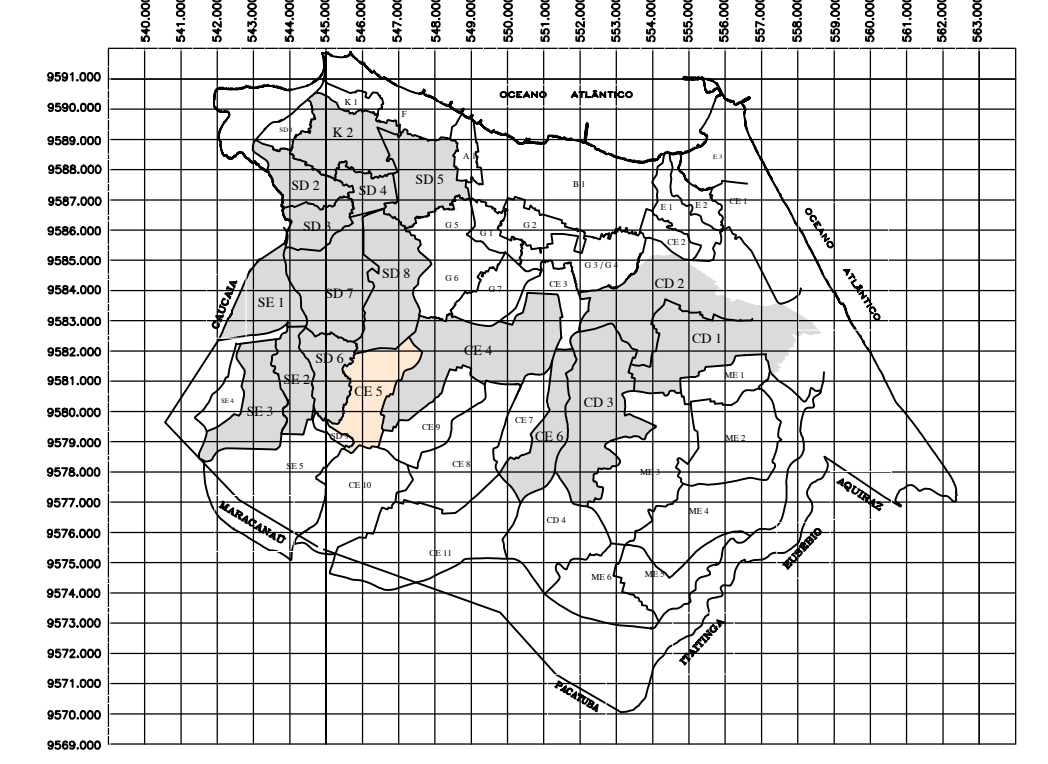 540.000 541.000 542.000 543.000 544.000 545.000 546.000 547.000 548.000 549.000 550.000 551.000 552.000 553.000 554.000 555.000 556.000 557.000 558.000 559.000 560.000 561.000 562.000 563.000
9591.000
9590.000
9589.000
9588.000
9587.000
9586.000
9585.000
9584.000
9583.000
9582.000
9581.000
9580.000
9579.000
9578.000
9577.000
9576.000
9575.000
9574.000
9573.000
9572.000
9571.000
9570.000
9569.000
OCEANO ATLÂNTICO
K 1
F
K 2
A
E 3
SD 2
SD 4
SD 5
B 1
E 1
E 2
CE 1
SD 3
G 5
G 1
G 2
CE 2
OCEANO
ATLÂNTICO
G 3 / G 4
SD 8
G 6
G 7
CE 3
CD 2
SD 7
SE 1
CAUCAIA
CE 4
CD 1
SD 6
ME 1
SE 2
CE 5
SE 4
SE 3
CD 3
CE 7
CE 9
CE 6
ME 2
SE 5
CE 8
ME 3
CE 10
AQUIRAZ
ME 4
MARACANAÚ
CD 4
EUSÉBIO
CE 11
ME 6
ME 5
ITAITINGA
PACATUBA